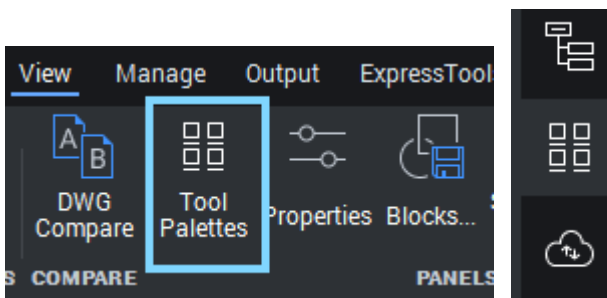 View Manage Output ExpressTool
A
B
DWG Compare
Tool Palettes
Properties
Blocks...
S COMPARE
PANELS